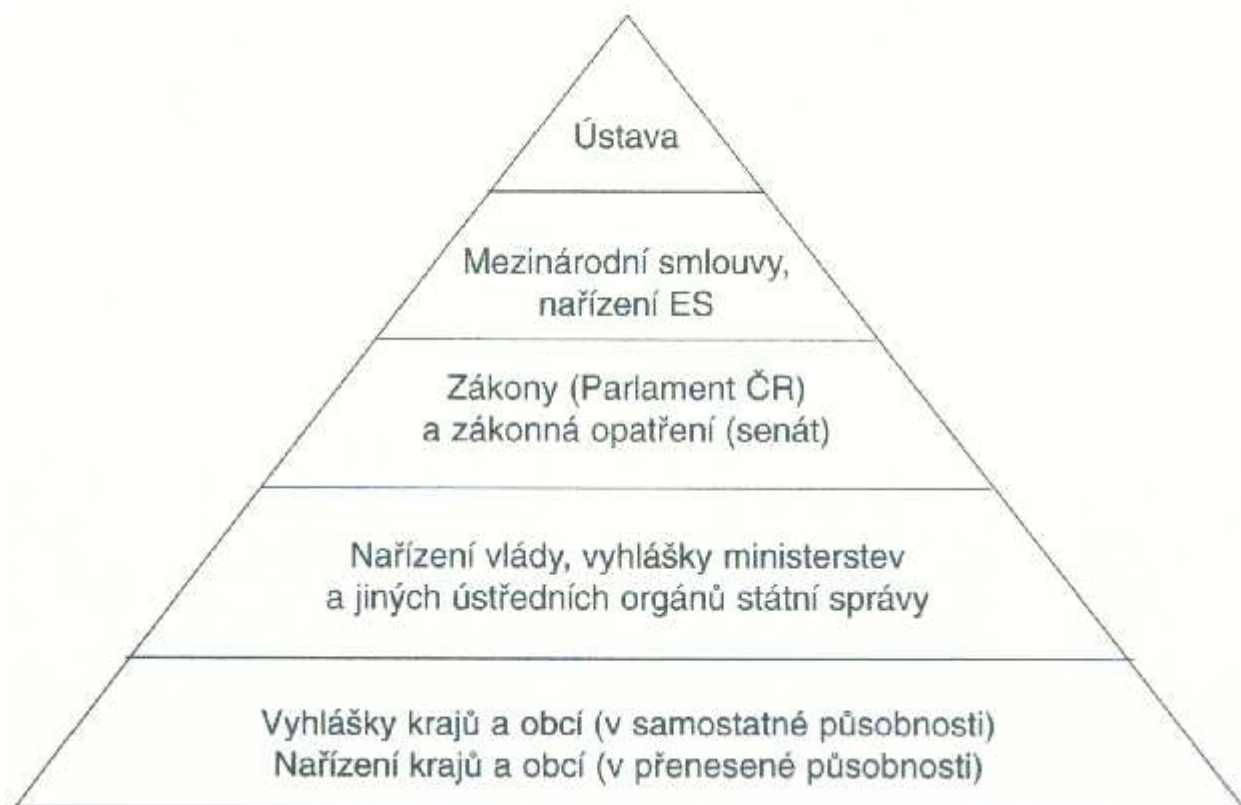 Ústava
Mezinárodní smlouvy,
nařízení ES
Zákony (Parlament ČR)
a zákonná opatření (senát)
Nařízení vlády, vyhlášky ministerstev
a jiných ústředních orgánů státní správy
Vyhlášky krajů a obcí (v samostatné působnosti)
Nařízení krajů a obcí (v přenesené působnosti)